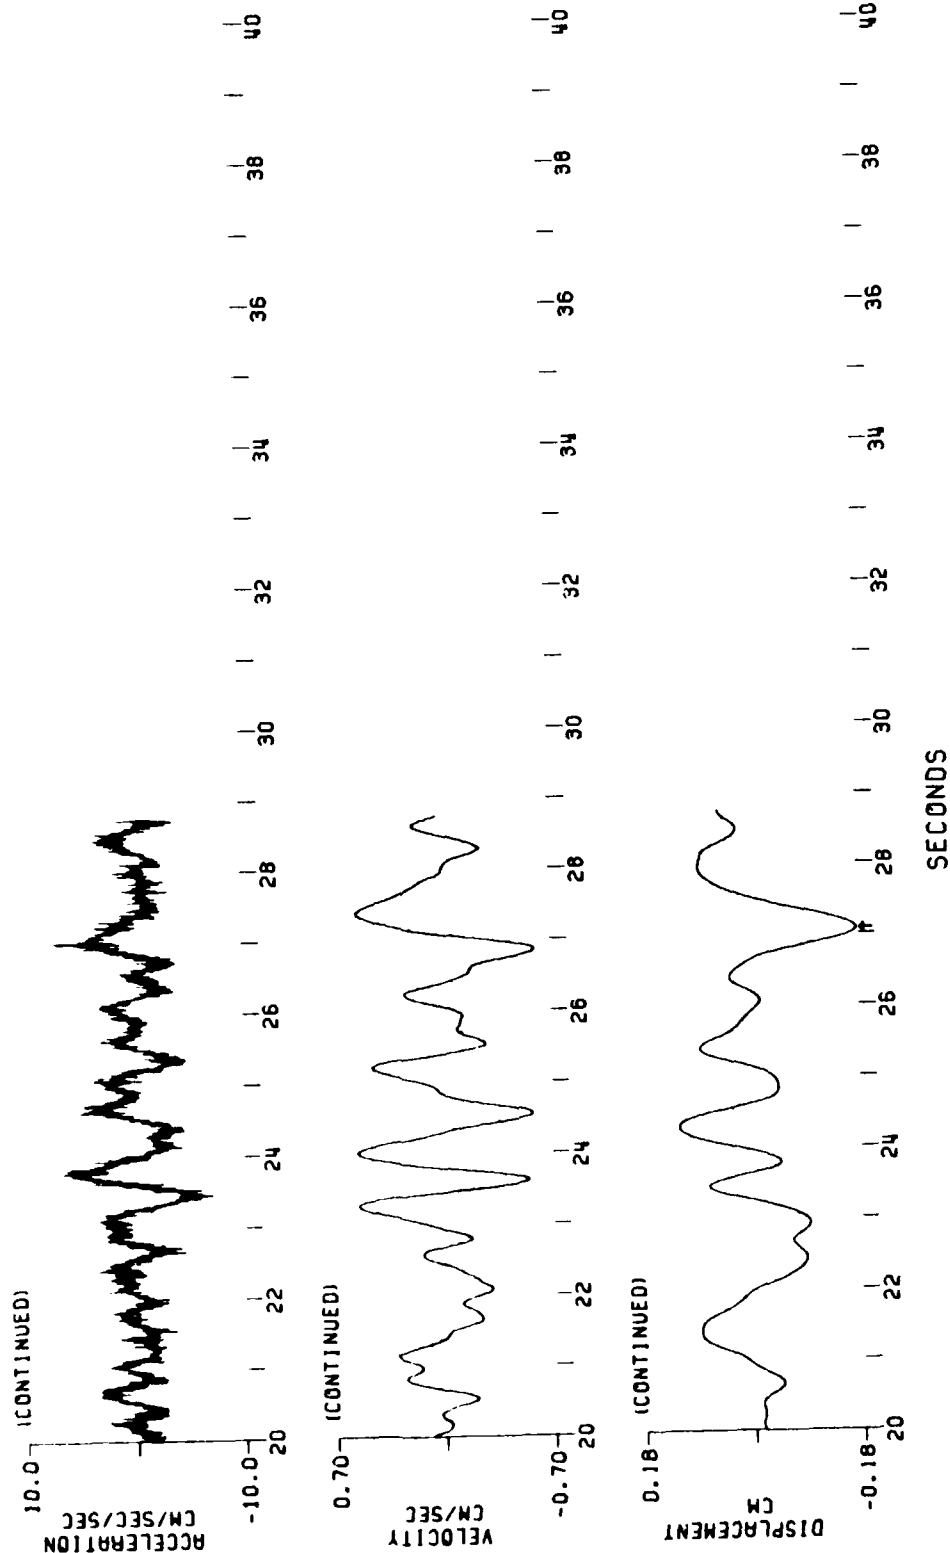 (CONTINUED)
10.0
-10.0
ACCELERATION
CM/SEC/SEC
20 22 24 26 28 30 32 34 36 38 40
(CONTINUED)
0.70
-0.70
VELOCITY
CM/SEC
20 22 24 26 28 30 32 34 36 38 40
(CONTINUED)
0.18
-0.18
DISPLACEMENT
CM
20 22 24 26 28 30 32 34 36 38 40
SECONDS